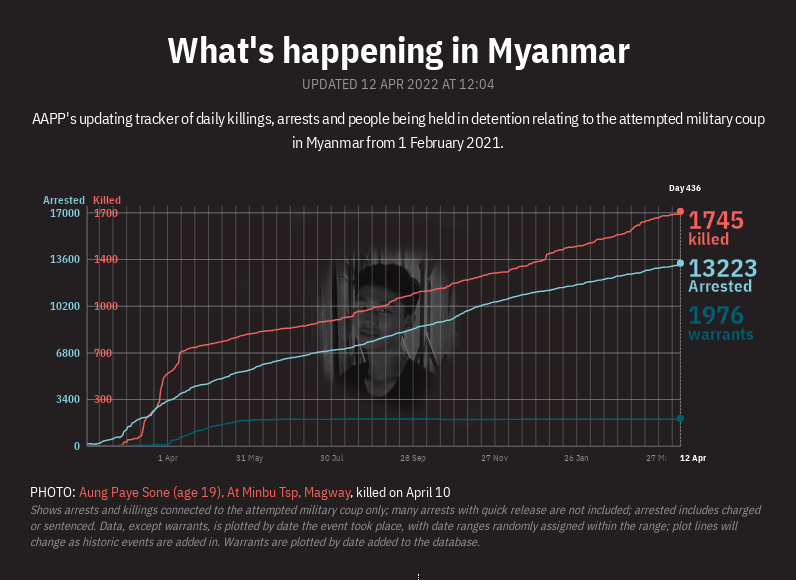 What's happening in Myanmar
UPDATED 12 APR 2022 AT 12:04
AAPP's updating tracker of daily killings, arrests and people being held in detention relating to the attempted military coup
in Myanmar from 1 February 2021.
Day 436
Arrested Killed
17000 1700
13600 1400
10200 1000
6800 700
3400 300
0
1745
killed
13223
Arrested
1976
warrants
1 Apr 31 May 30 Jul 28 Sep 27 Nov 26 Jan 27 M 12 Apr
PHOTO: Aung Paye Sone (age 19), At Minbu Tsp, Magway, killed on April 10
Shows arrests and killings connected to the attempted military coup only; many arrests with quick release are not included; arrested includes charged
or sentenced. Data, except warrants, is plotted by date the event took place, with date ranges randomly assigned within the range; plot lines will
change as historic events are added in. Warrants are plotted by date added to the database.